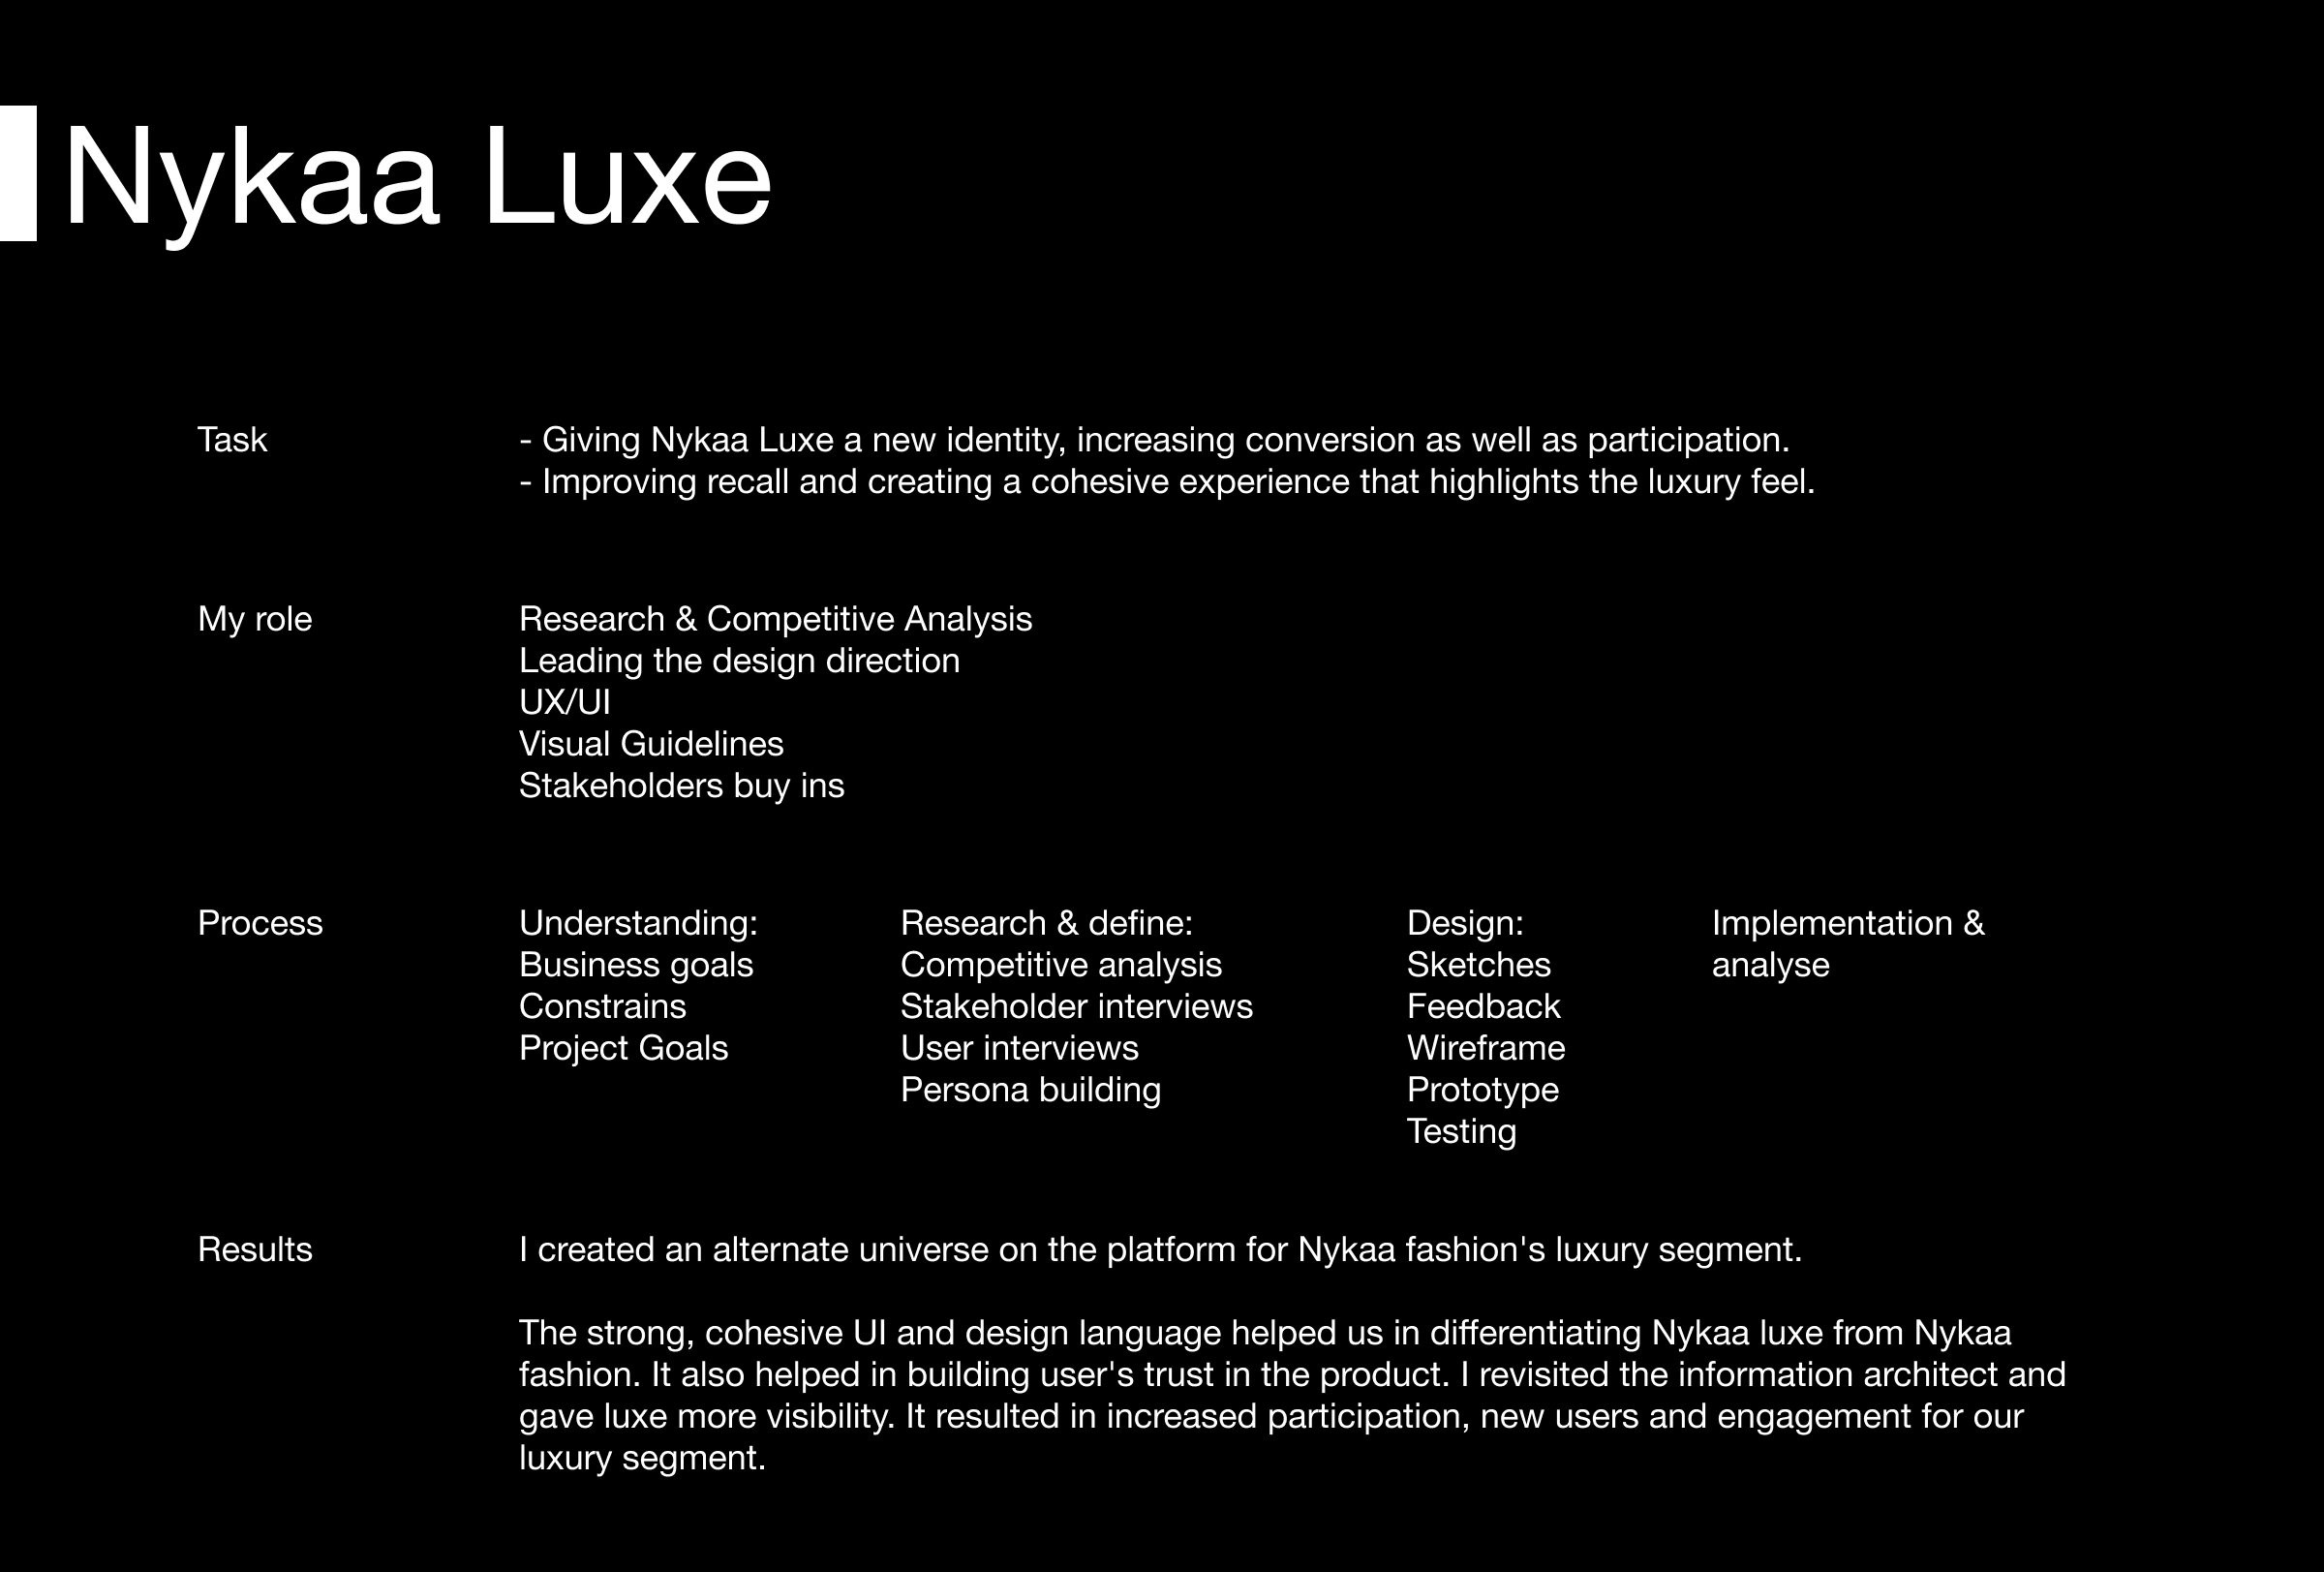 Nykaa Luxe
Task
- Giving Nykaa Luxe a new identity, increasing conversion as well as participation.
- Improving recall and creating a cohesive experience that highlights the luxury feel.
My role
Research & Competitive Analysis
Leading the design direction
UX/UI
Visual Guidelines
Stakeholders buy ins
Process
Understanding:
Business goals
Constrains
Project Goals
Research & define:
Competitive analysis
Stakeholder interviews
User interviews
Persona building
Design:
Sketches
Feedback
Wireframe
Prototype
Testing
Implementation &
analyse
Results
I created an alternate universe on the platform for Nykaa fashion's luxury segment.
The strong, cohesive UI and design language helped us in differentiating Nykaa luxe from Nykaa
fashion. It also helped in building user's trust in the product. I revisited the information architect and
gave luxe more visibility. It resulted in increased participation, new users and engagement for our
luxury segment.